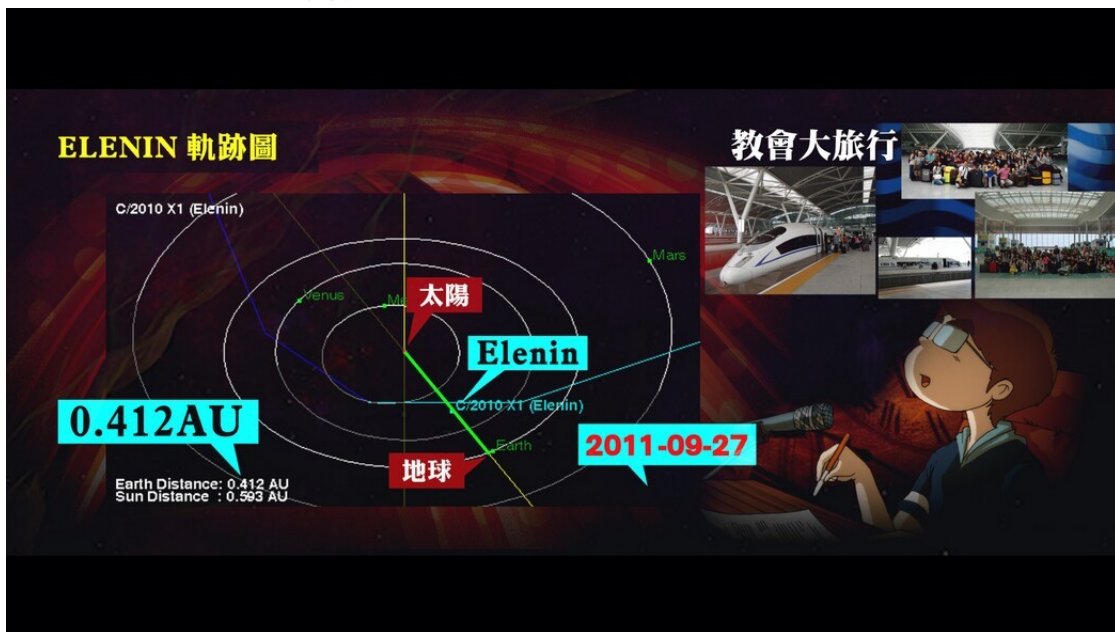 ELENIN 軌跡圖
教會大旅行
C/2010 X1 (Elenin)
Mars
Venus
太陽
Elenin
C/2010 X1 (Elenin)
0.412AU
Earth
2011-09-27
地球
Earth Distance: 0.412 AU
Sun Distance : 0.593 AU